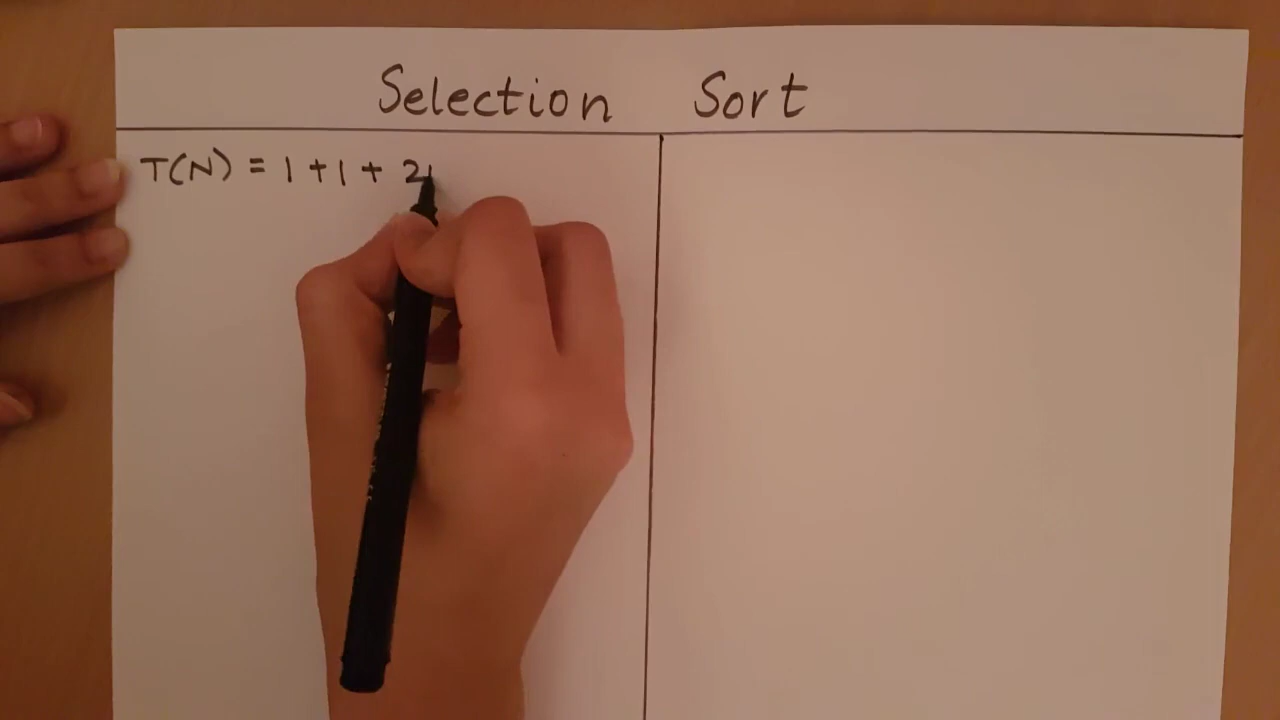 Selection Sort
T(N) = 1 + 1 + 2